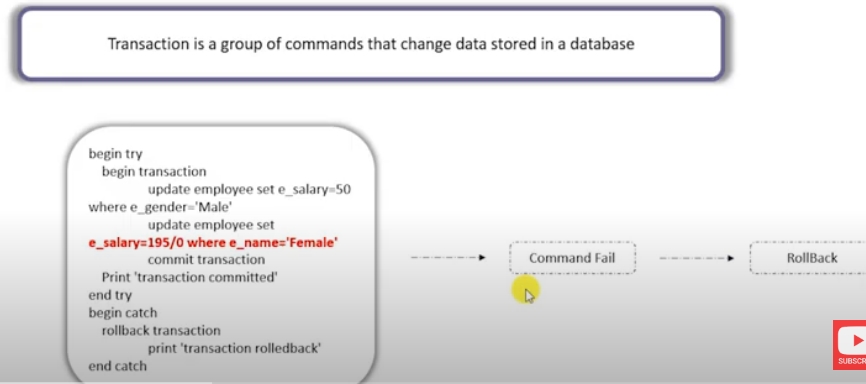 Transaction is a group of commands that change data stored in a database
begin try
begin transaction
update employee set e_salary=50
where e_gender='Male'
update employee set
e_salary=195/0 where e_name='Female'
commit transaction
Print 'transaction committed'
end try
begin catch
rollback transaction
print 'transaction rolledback'
end catch
Command Fail
RollBack
SUBSCR